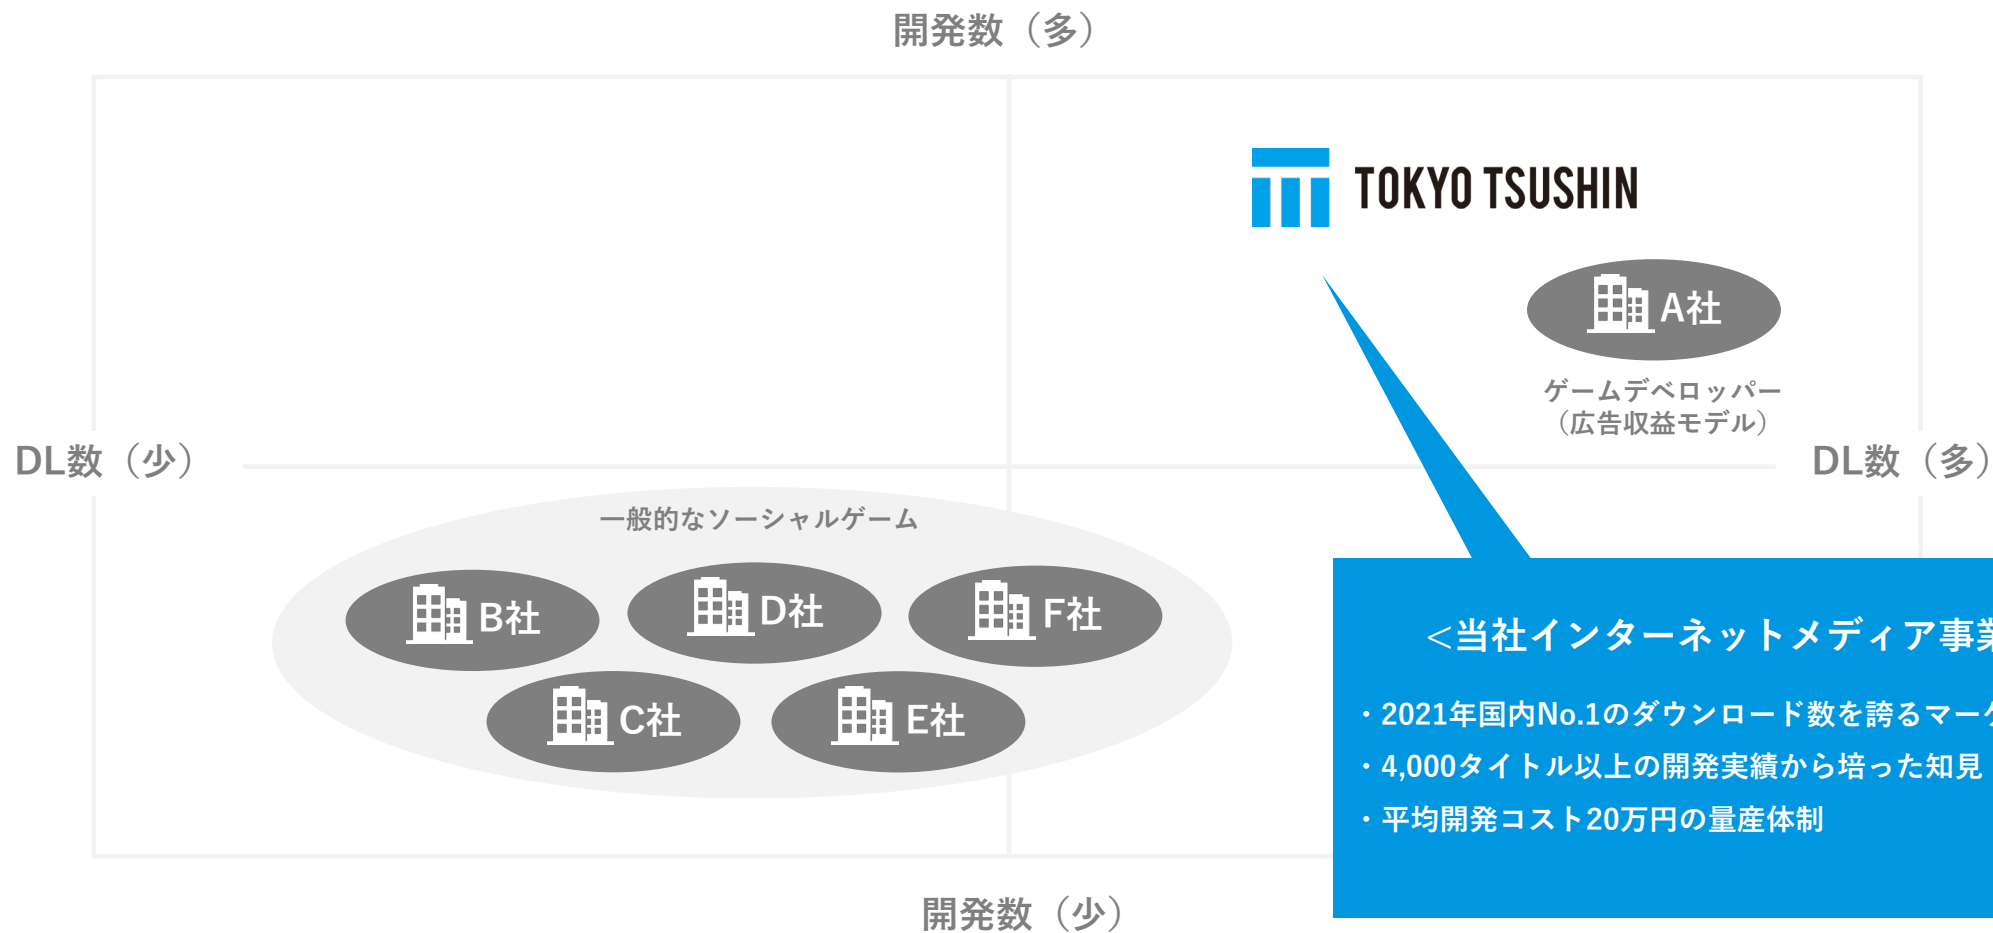 開発数（多）
TOKYO TSUSHIN
A社
ゲームデベロッパー
（広告収益モデル）
DL数（少）
DL数（多）
一般的なソーシャルゲーム
B社
D社
F社
C社
E社
<当社インターネットメディア事業
・2021年国内No.1のダウンロード数を誇るマーケ
・4,000タイトル以上の開発実績から培った知見
・平均開発コスト20万円の量産体制
開発数（少）